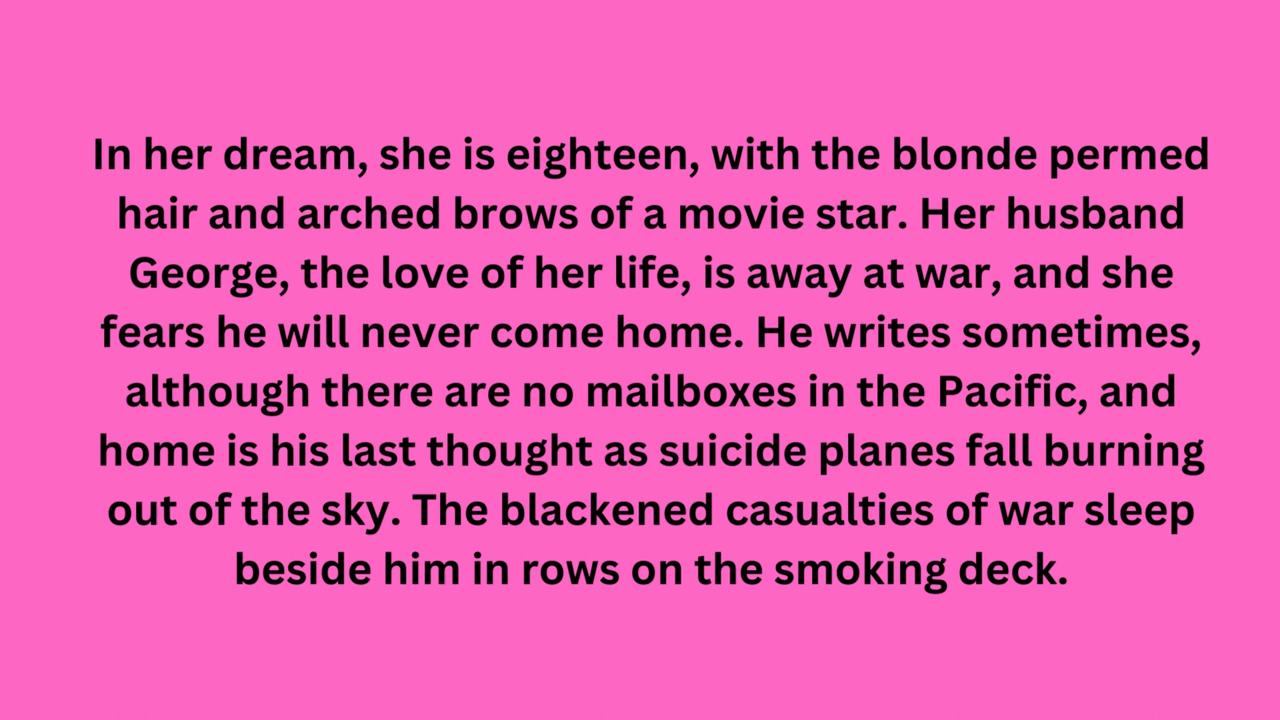 In her dream, she is eighteen, with the blonde permed
hair and arched brows of a movie star. Her husband
George, the love of her life, is away at war, and she
fears he will never come home. He writes sometimes,
although there are no mailboxes in the Pacific, and
home is his last thought as suicide planes fall burning
out of the sky. The blackened casualties of war sleep
beside him in rows on the smoking deck.